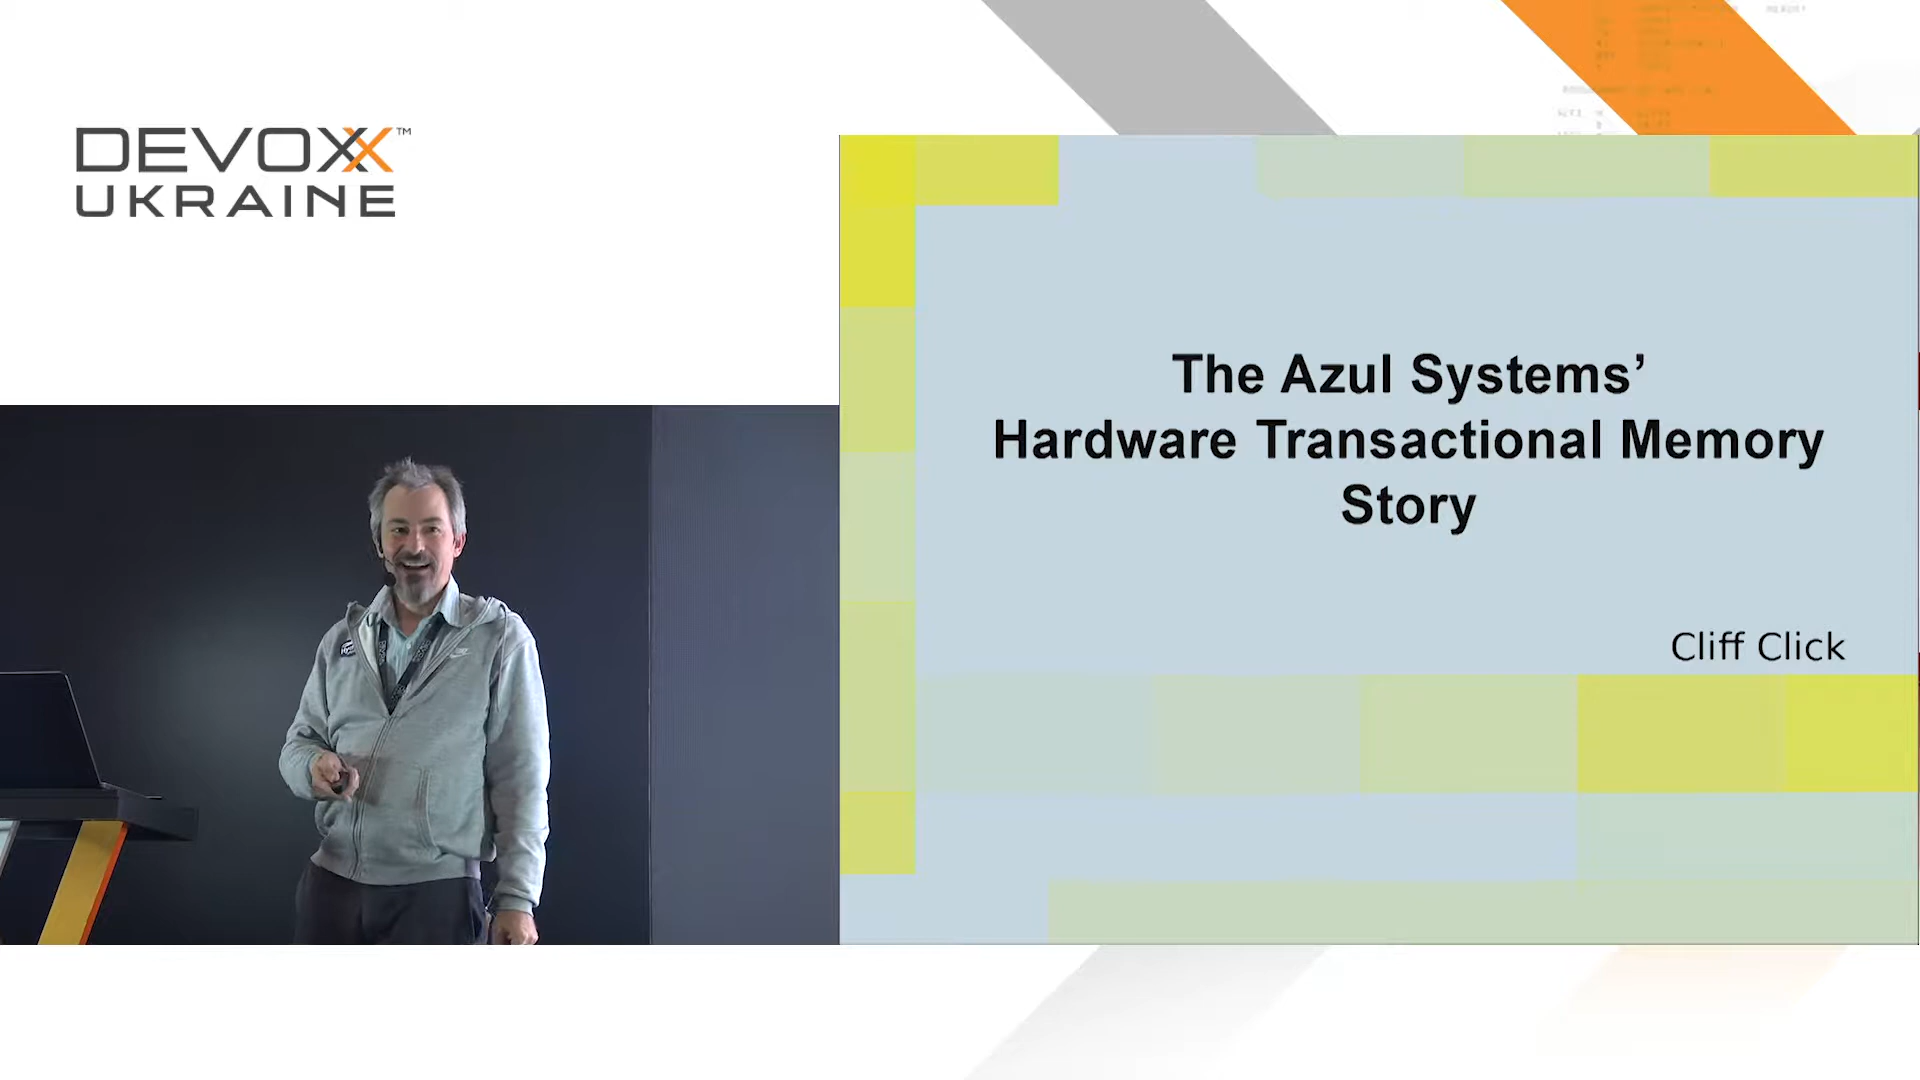 DEVOXX™
UKRAINE
The Azul Systems’
Hardware Transactional Memory
Story
Cliff Click